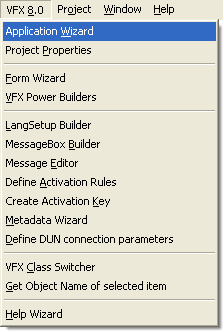 VFX 8.0 Project Window Help
Application Wizard
Project Properties
Form Wizard
VFX Power Builders
LangSetup Builder
MessageBox Builder
Message Editor
Define Activation Rules
Create Activation Key
Metadata Wizard
Define DUN connection parameters
VFX Class Switcher
Get Object Name of selected item
Help Wizard